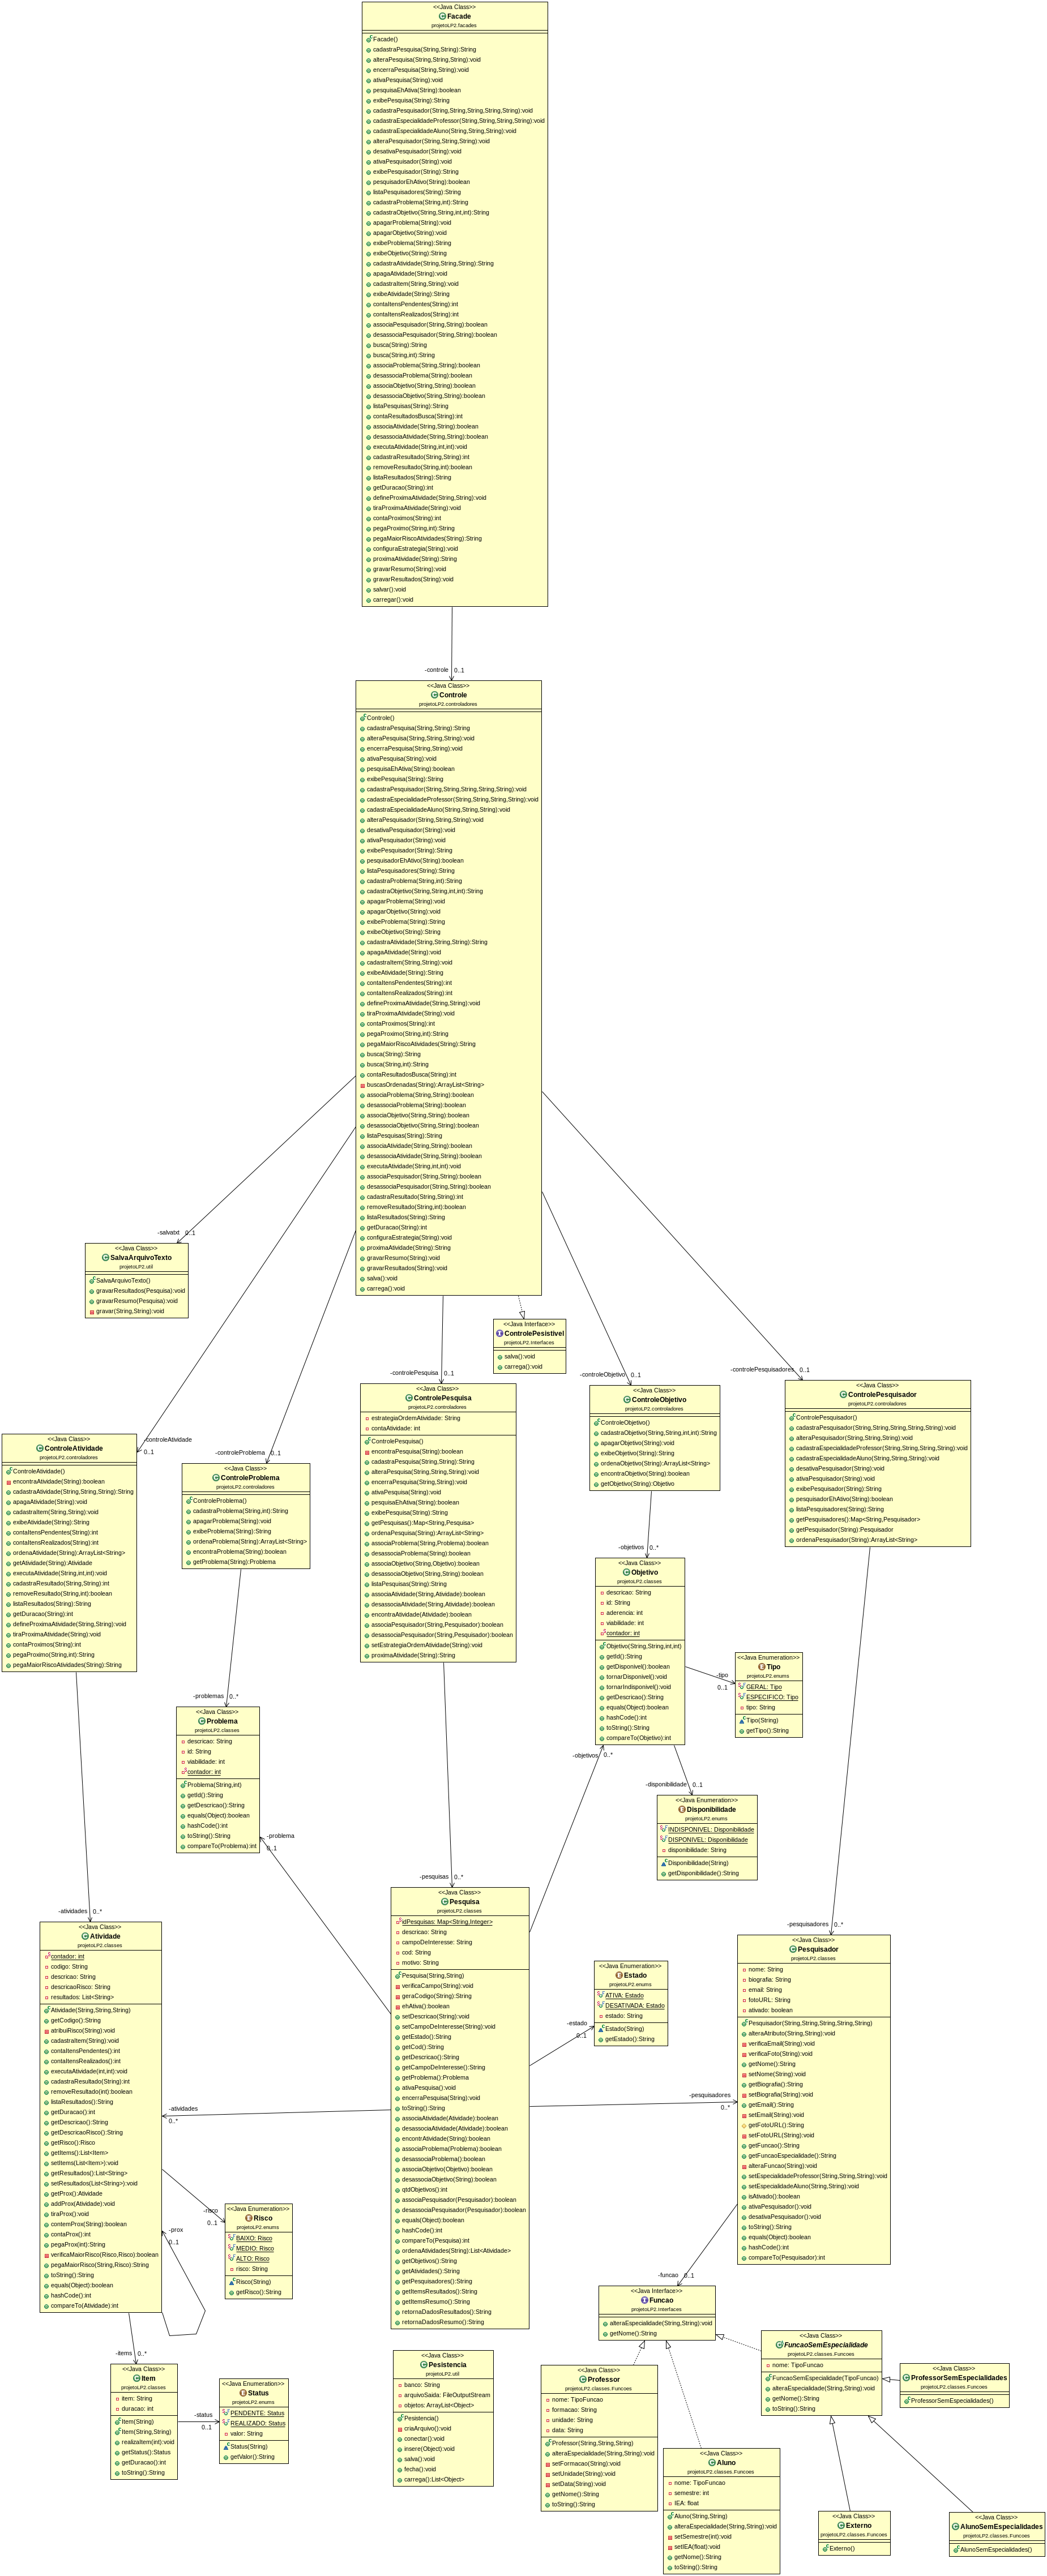 <<Java Class>>
Facade
projetoLP2.facades
Facade()
cadastraPesquisa(String,String):String
alteraPesquisa(String,String,String):void
encerraPesquisa(String,String):void
ativaPesquisa(String):void
pesquisaEhAtiva(String):boolean
exibePesquisa(String):String
cadastraPesquisador(String,String,String,String,String):void
cadastraEspecialidadeProfessor(String,String,String,String):void
cadastraEspecialidadeAluno(String,String,String):void
alteraPesquisador(String,String,String):void
desativaPesquisador(String):void
ativaPesquisador(String):void
exibePesquisador(String):String
pesquisadorEhAtivo(String):boolean
listaPesquisadores(String):String
cadastraProblema(String,int):String
cadastraObjetivo(String,String,int,int):String
apagarProblema(String):void
apagarObjetivo(String):void
exibeProblema(String):String
exibeObjetivo(String):String
cadastraAtividade(String,String,String):String
apagaAtividade(String):void
cadastraItem(String,String):void
exibeAtividade(String):String
contaItensPendentes(String):int
contaItensRealizados(String):int
associaPesquisador(String,String):boolean
desassociaPesquisador(String,String):boolean
busca(String):String
busca(String,int):String
associaProblema(String,String):boolean
desassociaProblema(String):boolean
associaObjetivo(String,String):boolean
desassociaObjetivo(String,String):boolean
listaPesquisas(String):String
contaResultadosBusca(String):int
associaAtividade(String,String):boolean
desassociaAtividade(String,String):boolean
executaAtividade(String,int,int):void
cadastraResultado(String,String):int
removeResultado(String,int):boolean
listaResultados(String):String
getDuracao(String):int
defineProximaAtividade(String,String):void
tiraProximaAtividade(String):void
contaProximos(String):int
pegaProximo(String,int):String
pegaMaiorRiscoAtividades(String):String
configuraEstrategia(String):void
proximaAtividade(String):String
gravarResumo(String):void
gravarResultados(String):void
salvar():void
carregar():void
-controle 0..1
<<Java Class>>
Controle
projetoLP2.controladores
Controle()
cadastraPesquisa(String,String):String
alteraPesquisa(String,String,String):void
encerraPesquisa(String,String):void
ativaPesquisa(String):void
pesquisaEhAtiva(String):boolean
exibePesquisa(String):String
cadastraPesquisador(String,String,String,String,String):void
cadastraEspecialidadeProfessor(String,String,String,String):void
cadastraEspecialidadeAluno(String,String,String):void
alteraPesquisador(String,String,String):void
desativaPesquisador(String):void
ativaPesquisador(String):void
exibePesquisador(String):String
pesquisadorEhAtivo(String):boolean
listaPesquisadores(String):String
cadastraProblema(String,int):String
cadastraObjetivo(String,String,int,int):String
apagarProblema(String):void
apagarObjetivo(String):void
exibeProblema(String):String
exibeObjetivo(String):String
cadastraAtividade(String,String,String):String
apagaAtividade(String):void
cadastraItem(String,String):void
exibeAtividade(String):String
contaItensPendentes(String):int
contaItensRealizados(String):int
defineProximaAtividade(String,String):void
tiraProximaAtividade(String):void
contaProximos(String):int
pegaProximo(String,int):String
pegaMaiorRiscoAtividades(String):String
busca(String):String
busca(String,int):String
contaResultadosBusca(String):int
buscasOrdenadas(String):ArrayList<String>
associaProblema(String,String):boolean
desassociaProblema(String):boolean
associaObjetivo(String,String):boolean
desassociaObjetivo(String,String):boolean
listaPesquisas(String):String
associaAtividade(String,String):boolean
desassociaAtividade(String,String):boolean
executaAtividade(String,int,int):void
associaPesquisador(String,String):boolean
desassociaPesquisador(String,String):boolean
cadastraResultado(String,String):int
removeResultado(String,int):boolean
listaResultados(String):String
getDuracao(String):int
configuraEstrategia(String):void
proximaAtividade(String):String
gravarResumo(String):void
gravarResultados(String):void
salva():void
carrega():void
-salvatxt 0..1
<<Java Class>>
SalvaArquivoTexto
projetoLP2.util
SalvaArquivoTexto()
gravarResultados(Pesquisa):void
gravarResumo(Pesquisa):void
gravar(String,String):void
<<Java Interface>>
ControlePesistivel
projetoLP2.Interfaces
salva():void
carrega():void
-controleAtividade
0..1
<<Java Class>>
ControleAtividade
projetoLP2.controladores
ControleAtividade()
encontraAtividade(String):boolean
cadastraAtividade(String,String,String):String
apagaAtividade(String):void
cadastraItem(String,String):void
exibeAtividade(String):String
contaItensPendentes(String):int
contaItensRealizados(String):int
ordenaAtividade(String):ArrayList<String>
getAtividade(String):Atividade
executaAtividade(String,int,int):void
cadastraResultado(String,String):int
removeResultado(String,int):boolean
listaResultados(String):String
getDuracao(String):int
defineProximaAtividade(String,String):void
tiraProximaAtividade(String):void
contaProximos(String):int
pegaProximo(String,int):String
pegaMaiorRiscoAtividades(String):String
-controleProblema 0..1
<<Java Class>>
ControleProblema
projetoLP2.controladores
ControleProblema()
cadastraProblema(String,int):String
apagarProblema(String):void
exibeProblema(String):String
ordenaProblema(String):ArrayList<String>
encontraProblema(String):boolean
getProblema(String):Problema
-controlePesquisa 0..1
<<Java Class>>
ControlePesquisa
projetoLP2.controladores
estrategiaOrdemAtividade: String
contaAtividade: int
ControlePesquisa()
encontraPesquisa(String):boolean
cadastraPesquisa(String,String):String
alteraPesquisa(String,String,String):void
encerraPesquisa(String,String):void
ativaPesquisa(String):void
pesquisaEhAtiva(String):boolean
exibePesquisa(String):String
getPesquisas():Map<String,Pesquisa>
ordenaPesquisa(String):ArrayList<String>
associaProblema(String,Problema):boolean
desassociaProblema(String):boolean
associaObjetivo(String,Objetivo):boolean
desassociaObjetivo(String,String):boolean
listaPesquisas(String):String
associaAtividade(String,Atividade):boolean
desassociaAtividade(String,Atividade):boolean
encontraAtividade(Atividade):boolean
associaPesquisador(String,Pesquisador):boolean
desassociaPesquisador(String,Pesquisador):boolean
setEstrategiaOrdemAtividade(String):void
proximaAtividade(String):String
-controleObjetivo 0..1
<<Java Class>>
ControleObjetivo
projetoLP2.controladores
ControleObjetivo()
cadastraObjetivo(String,String,int,int):String
apagarObjetivo(String):void
exibeObjetivo(String):String
ordenaObjetivo(String):ArrayList<String>
encontraObjetivo(String):boolean
getObjetivo(String):Objetivo
-controlePesquisadores 0..1
<<Java Class>>
ControlePesquisador
projetoLP2.controladores
ControlePesquisador()
cadastraPesquisador(String,String,String,String,String):void
alteraPesquisador(String,String,String):void
cadastraEspecialidadeProfessor(String,String,String,String):void
cadastraEspecialidadeAluno(String,String,String):void
desativaPesquisador(String):void
ativaPesquisador(String):void
exibePesquisador(String):String
pesquisadorEhAtivo(String):boolean
listaPesquisadores(String):String
getPesquisadores():Map<String,Pesquisador>
getPesquisador(String):Pesquisador
ordenaPesquisador(String):ArrayList<String>
-objetivos 0..*
<<Java Class>>
Objetivo
projetoLP2.classes
descricao: String
id: String
aderencia: int
viabilidade: int
contador: int
Objetivo(String,String,int,int)
getId():String
getDisponivel():boolean
tornarDisponivel():void
tornarIndisponivel():void
getDescricao():String
equals(Object):boolean
hashCode():int
toString():String
compareTo(Objetivo):int
-tipo
0..1
<<Java Enumeration>>
Tipo
projetoLP2.enums
GERAL: Tipo
ESPECIFICO: Tipo
tipo: String
Tipo(String)
getTipo():String
-problemas 0..*
<<Java Class>>
Problema
projetoLP2.classes
descricao: String
id: String
viabilidade: int
contador: int
Problema(String,int)
getId():String
getDescricao():String
equals(Object):boolean
hashCode():int
toString():String
compareTo(Problema):int
-problema
0..1
-objetivos 0..*
-disponibilidade 0..1
<<Java Enumeration>>
Disponibilidade
projetoLP2.enums
INDISPONIVEL: Disponibilidade
DISPONIVEL: Disponibilidade
disponibilidade: String
Disponibilidade(String)
getDisponibilidade():String
-pesquisas 0..*
<<Java Class>>
Pesquisa
projetoLP2.classes
idPesquisas: Map<String,Integer>
descricao: String
campoDeInteresse: String
cod: String
motivo: String
Pesquisa(String,String)
verificaCampo(String):void
geraCodigo(String):String
ehAtiva():boolean
setDescricao(String):void
setCampoDeInteresse(String):void
getEstado():String
getCod():String
getDescricao():String
getCampoDeInteresse():String
getProblema():Problema
ativaPesquisa():void
encerraPesquisa(String):void
toString():String
associaAtividade(Atividade):boolean
desassociaAtividade(Atividade):boolean
encontrAtividade(String):boolean
associaProblema(Problema):boolean
desassociaProblema():boolean
associaObjetivo(Objetivo):boolean
desassociaObjetivo(String):boolean
qtdObjetivos():int
associaPesquisador(Pesquisador):boolean
desassociaPesquisador(Pesquisador):boolean
equals(Object):boolean
hashCode():int
compareTo(Pesquisa):int
ordenaAtividades(String):List<Atividade>
getObjetivos():String
getAtividades():String
getPesquisadores():String
getItemsResultados():String
getItemsResumo():String
retornaDadosResultados():String
retornaDadosResumo():String
-atividades 0..*
<<Java Class>>
Atividade
projetoLP2.classes
contador: int
codigo: String
descricao: String
descricaoRisco: String
resultados: List<String>
Atividade(String,String,String)
getCodigo():String
atribuiRisco(String):void
cadastraItem(String):void
contaItensPendentes():int
contaItensRealizados():int
executaAtividade(int,int):void
cadastraResultado(String):int
removeResultado(int):boolean
listaResultados():String
getDuracao():int
getDescricao():String
getDescricaoRisco():String
getRisco():Risco
getItems():List<Item>
setItems(List<Item>):void
getResultados():List<String>
setResultados(List<String>):void
getProx():Atividade
addProx(Atividade):void
tiraProx():void
contemProx(String):boolean
contaProx():int
pegaProx(int):String
verificaMaiorRisco(Risco,Risco):boolean
pegaMaiorRisco(String,Risco):String
toString():String
equals(Object):boolean
hashCode():int
compareTo(Atividade):int
-atividades
0..*
-estado
0..1
<<Java Enumeration>>
Estado
projetoLP2.enums
ATIVA: Estado
DESATIVADA: Estado
estado: String
Estado(String)
getEstado():String
-pesquisadores
0..*
-pesquisadores 0..*
<<Java Class>>
Pesquisador
projetoLP2.classes
nome: String
biografia: String
email: String
fotoURL: String
ativado: boolean
Pesquisador(String,String,String,String,String)
alteraAtributo(String,String):void
verificaEmail(String):void
verificaFoto(String):void
getNome():String
setNome(String):void
getBiografia():String
setBiografia(String):void
getEmail():String
setEmail(String):void
getFotoURL():String
setFotoURL(String):void
getFuncao():String
getFuncaoEspecialidade():String
alteraFuncao(String):void
setEspecialidadeProfessor(String,String,String):void
setEspecialidadeAluno(String,String):void
isAtivado():boolean
ativaPesquisador():void
desativaPesquisador():void
toString():String
equals(Object):boolean
hashCode():int
compareTo(Pesquisador):int
-risco
0..1
<<Java Enumeration>>
Risco
projetoLP2.enums
BAIXO: Risco
MEDIO: Risco
ALTO: Risco
risco: String
Risco(String)
getRisco():String
-prox
0..1
-funcao 0..1
<<Java Interface>>
Funcao
projetoLP2.Interfaces
alteraEspecialidade(String,String):void
getNome():String
-items 0..*
<<Java Class>>
Item
projetoLP2.classes
item: String
duracao: int
Item(String)
Item(String,String)
realizaItem(int):void
getStatus():Status
getDuracao():int
toString():String
-status
0..1
<<Java Enumeration>>
Status
projetoLP2.enums
PENDENTE: Status
REALIZADO: Status
valor: String
Status(String)
getValor():String
<<Java Class>>
Pesistencia
projetoLP2.util
banco: String
arquivoSaida: FileOutputStream
objetos: ArrayList<Object>
Pesistencia()
criaArquivo():void
conectar():void
insere(Object):void
salva():void
fecha():void
carrega():List<Object>
<<Java Class>>
Professor
projetoLP2.classes.Funcoes
nome: TipoFuncao
formacao: String
unidade: String
data: String
Professor(String,String,String)
alteraEspecialidade(String,String):void
setFormacao(String):void
setUnidade(String):void
setData(String):void
getNome():String
toString():String
<<Java Class>>
Aluno
projetoLP2.classes.Funcoes
nome: TipoFuncao
semestre: int
IEA: float
Aluno(String,String)
alteraEspecialidade(String,String):void
setSemestre(int):void
setIEA(float):void
getNome():String
toString():String
<<Java Class>>
FuncaoSemEspecialidade
projetoLP2.classes.Funcoes
nome: TipoFuncao
FuncaoSemEspecialidade(TipoFuncao)
alteraEspecialidade(String,String):void
getNome():String
toString():String
<<Java Class>>
ProfessorSemEspecialidades
projetoLP2.classes.Funcoes
ProfessorSemEspecialidades()
<<Java Class>>
Externo
projetoLP2.classes.Funcoes
Externo()
<<Java Class>>
AlunoSemEspecialidades
projetoLP2.classes.Funcoes
AlunoSemEspecialidades()